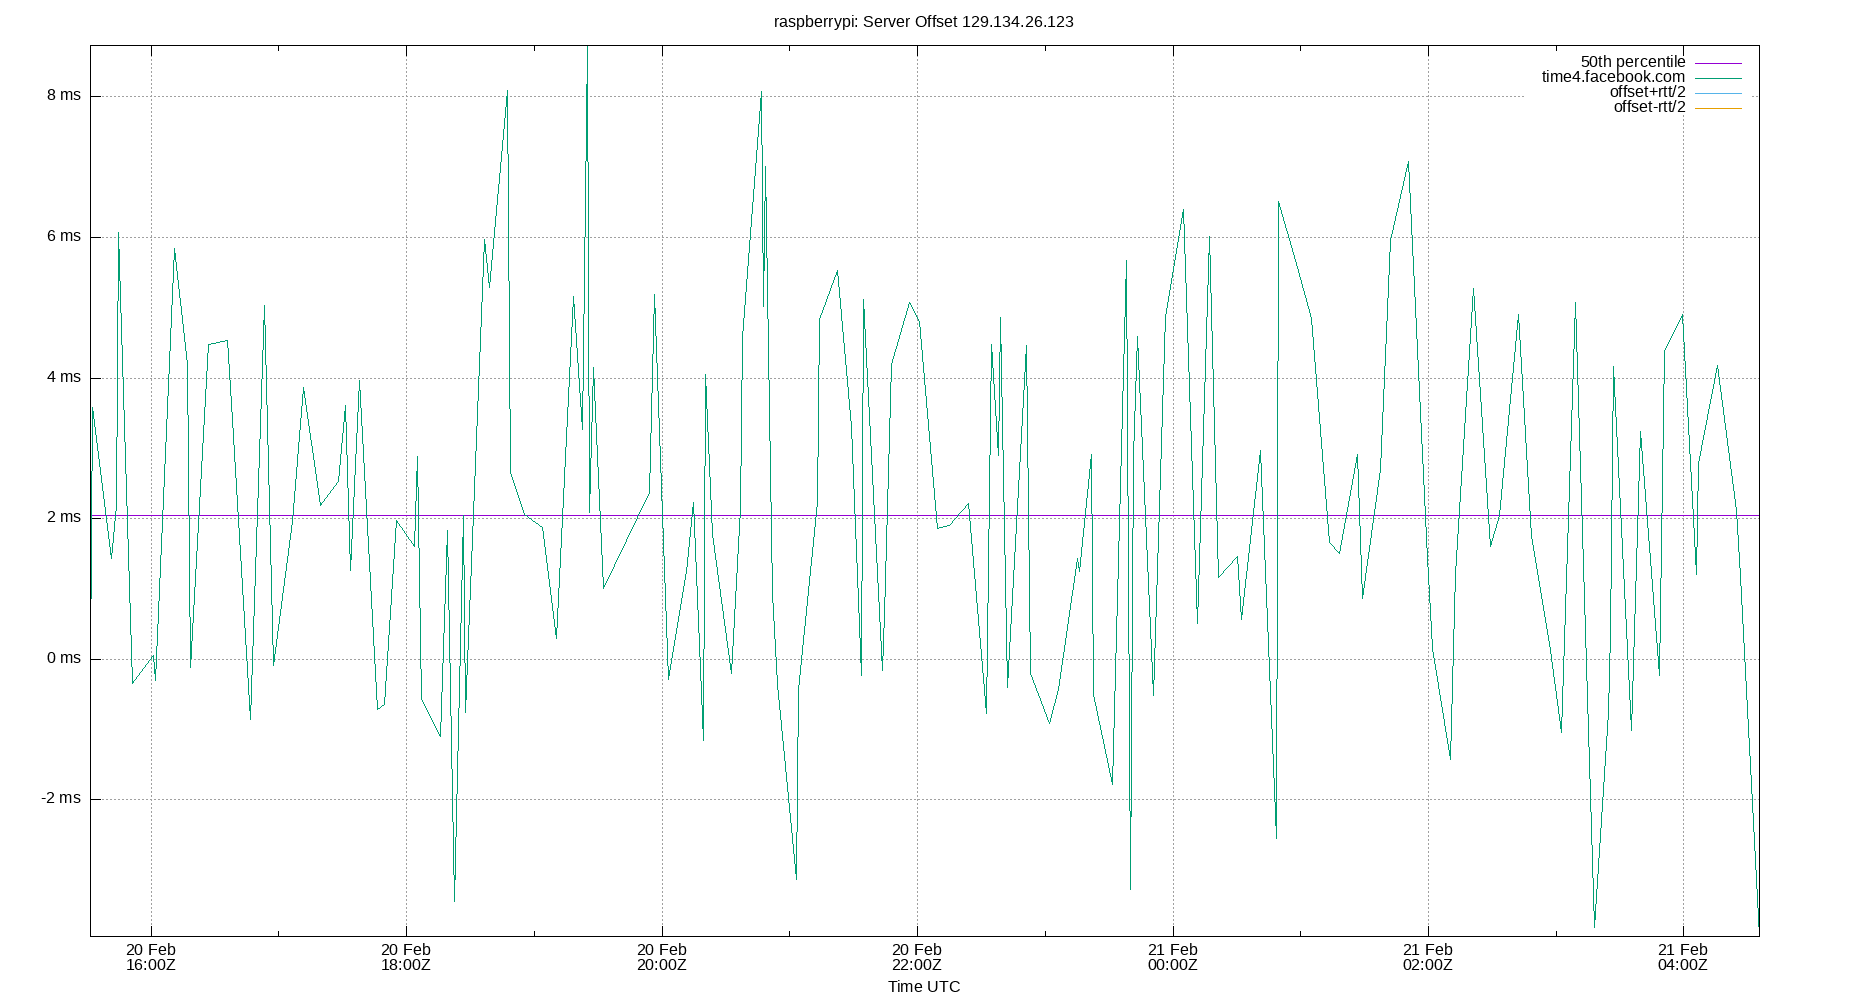 raspberrypi: Server Offset 129.134.26.123
50th percentile
time4.facebook.com
offset+rtt/2
offset-rtt/2
8 ms
6 ms
4 ms
2 ms
0 ms
-2 ms
20 Feb 20 Feb 20 Feb 20 Feb 21 Feb 21 Feb 21 Feb
16:00Z 18:00Z 20:00Z 22:00Z 00:00Z 02:00Z 04:00Z
Time UTC